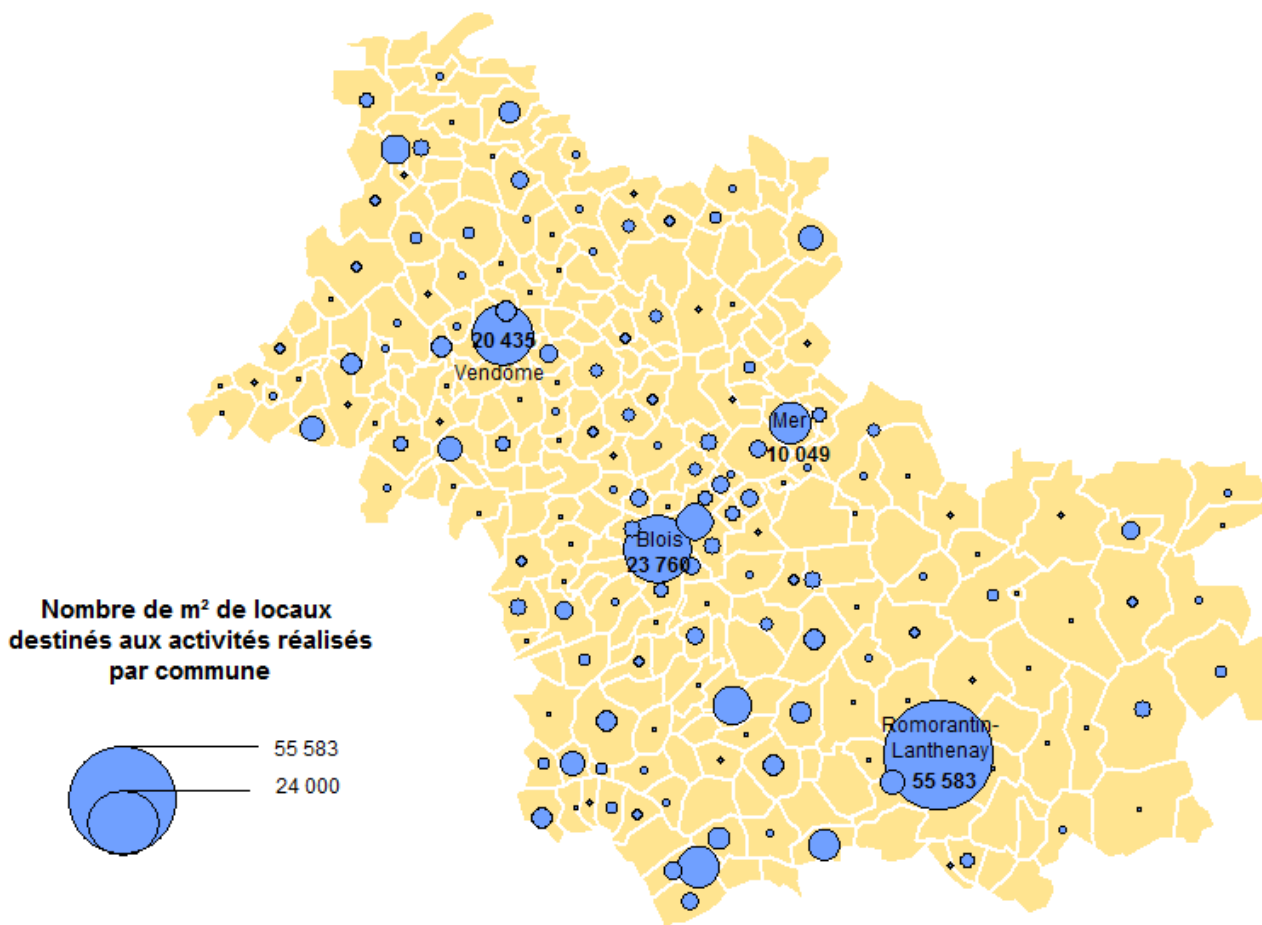 20 435
Vendôme
Mer
10 049
Blois
23 760
Nombre de m² de locaux
destinés aux activités réalisés
par commune
55 583
24 000
Romorantin-
Lanthenay
55 583